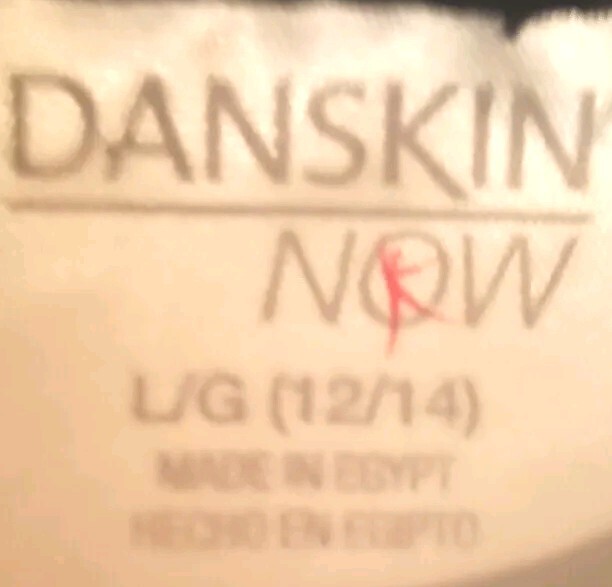 DANSKIN
NOW
K
L/G (12/14)
MADE IN EGYPT
HECHO EN EGIPTO